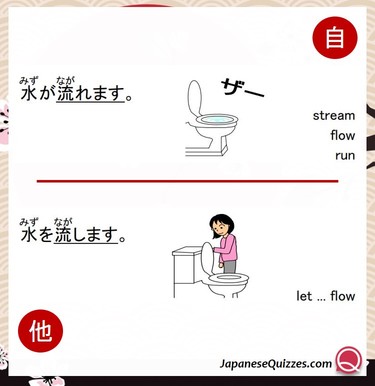 自
みず なが
水が流れます。
ザー
stream
flow
run
みず なが
水を流します。
let ... flow
他
JapaneseQuizzes.com